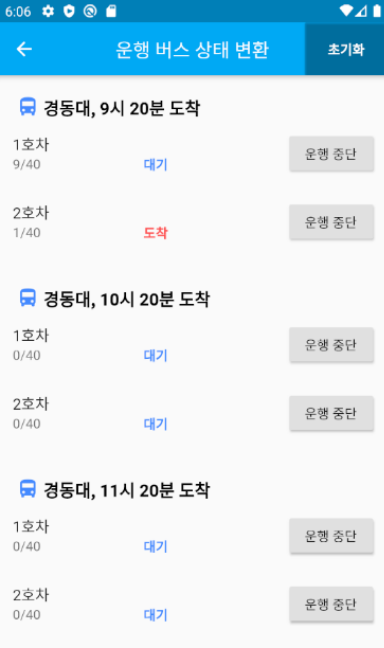 6:06
운행 버스 상태 변환
초기화
경동대, 9시 20분 도착
1호차
9/40
대기
운행 중단
2호차
1/40
도착
운행 중단
경동대, 10시 20분 도착
1호차
0/40
대기
운행 중단
2호차
0/40
대기
운행 중단
경동대, 11시 20분 도착
1호차
0/40
대기
운행 중단
2호차
0/40
대기
운행 중단